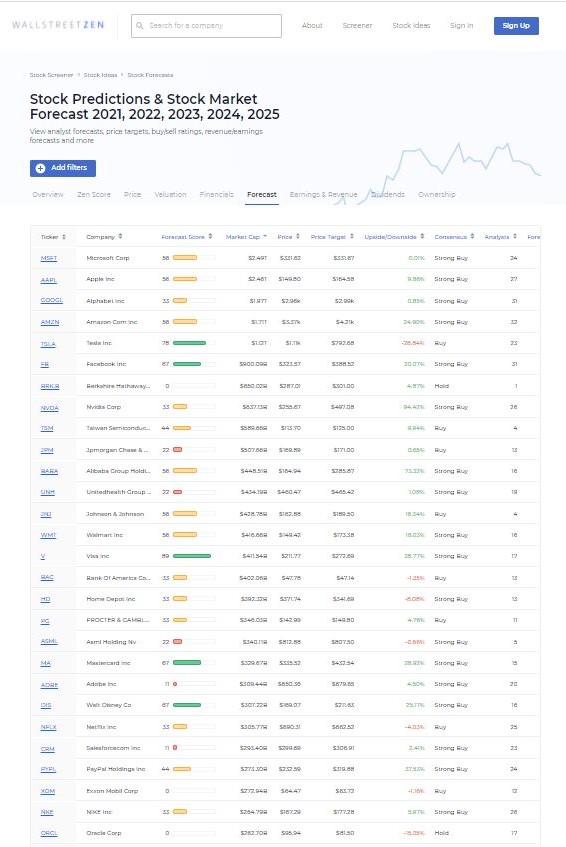 WALLSTREETZEN Search for a company About Screener Stock Ideas Sign In Sign Up
Stock Screener > Stock Ideas > Stock Forecasts
Stock Predictions & Stock Market
Forecast 2021, 2022, 2023, 2024, 2025
View analyst forecasts, price targets, buy/sell ratings, revenue/earnings
forecasts and more
Add filters
Overview Zen Score Price Valuation Financials Forecast Earnings & Revenue Dividends Ownership
Ticker Company Forecast Score Market Cap Price Price Target Upside/Downside Consensus Analysts Fore
MSFT Microsoft Corp 56 $2.49T $331.62 $331.67 0.01% Strong Buy 24
AAPL Apple Inc 56 $2.46T $149.80 $164.58 9.86% Strong Buy 27
GOOGL Alphabet Inc 33 $1.97T $2.96k $2.99k 0.85% Strong Buy 31
AMZN Amazon Com Inc 56 $1.71T $3.37k $4.21k 24.90% Strong Buy 32
TSLA Tesla Inc 78 $1.12T $1.11k $792.68 -28.84% Buy 23
FB Facebook Inc 67 $900.09B $323.57 $388.52 20.07% Strong Buy 31
BRK.B Berkshire Hathaway... 0 $650.02B $287.01 $301.00 4.87% Hold 1
NVDA Nvidia Corp 33 $637.13B $255.67 $497.08 94.42% Strong Buy 26
TSM Taiwan Semiconduc... 44 $589.66B $113.70 $125.00 9.94% Buy 4
JPM Jpmorgan Chase & ... 22 $507.66B $169.89 $171.00 0.65% Buy 13
BABA Alibaba Group Holdi... 56 $448.51B $164.94 $285.87 73.32% Strong Buy 16
UNH Unitedhealth Group ... 22 $434.19B $460.47 $465.42 1.08% Strong Buy 19
JNJ Johnson & Johnson 56 $428.78B $162.88 $189.50 16.34% Buy 4
WMT Walmart Inc 56 $416.66B $149.42 $173.38 16.03% Strong Buy 16
V Visa Inc 89 $411.54B $211.77 $272.69 28.77% Strong Buy 17
BAC Bank Of America Co... 33 $402.06B $47.78 $47.14 -1.35% Buy 13
HD Home Depot Inc 33 $392.32B $371.74 $341.69 -8.08% Strong Buy 13
PG PROCTER & GAMBL... 33 $346.03B $142.99 $149.80 4.76% Buy 11
ASML Asml Holding Nv 22 $340.11B $812.88 $807.50 -0.66% Strong Buy 5
MA Mastercard Inc 67 $329.67B $335.52 $432.54 28.92% Strong Buy 15
ADBE Adobe Inc 11 $309.44B $650.36 $679.65 4.50% Strong Buy 20
DIS Walt Disney Co 67 $307.22B $169.07 $211.63 25.17% Strong Buy 16
NFLX Netflix Inc 33 $305.77B $690.31 $662.52 -4.03% Buy 25
CRM Salesforcecom Inc 11 $293.40B $299.69 $306.91 2.41% Strong Buy 23
PYPL PayPal Holdings Inc 44 $273.30B $232.59 $319.88 37.53% Strong Buy 24
XOM Exxon Mobil Corp 0 $272.94B $64.47 $63.72 -1.16% Buy 12
NKE NIKE Inc 33 $264.79B $167.29 $177.28 5.97% Strong Buy 26
ORCL Oracle Corp 0 $262.70B $95.94 $81.50 -15.05% Hold 17